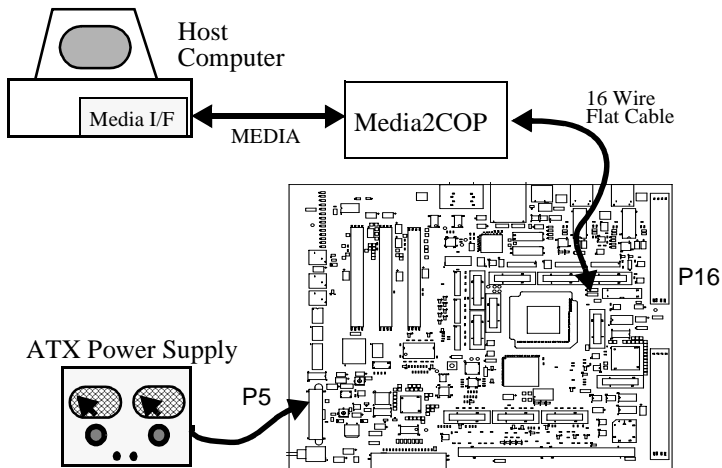 Host
Computer
Media I/F
MEDIA
Media2COP
16 Wire
Flat Cable
P16
ATX Power Supply
P5